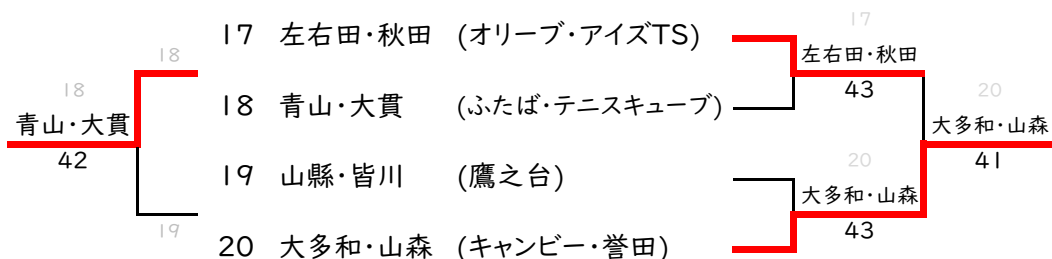 17
17 左右田・秋田 (オリーブ・アイズTS)
18
左右田・秋田
18
43
20
18 青山・大貫 (ふたば・テニスキューブ)
青山・大貫
大多和・山森
42
20
41
19 山縣・皆川 (鷹之台)
大多和・山森
19
43
20 大多和・山森 (キャンビー・誉田)